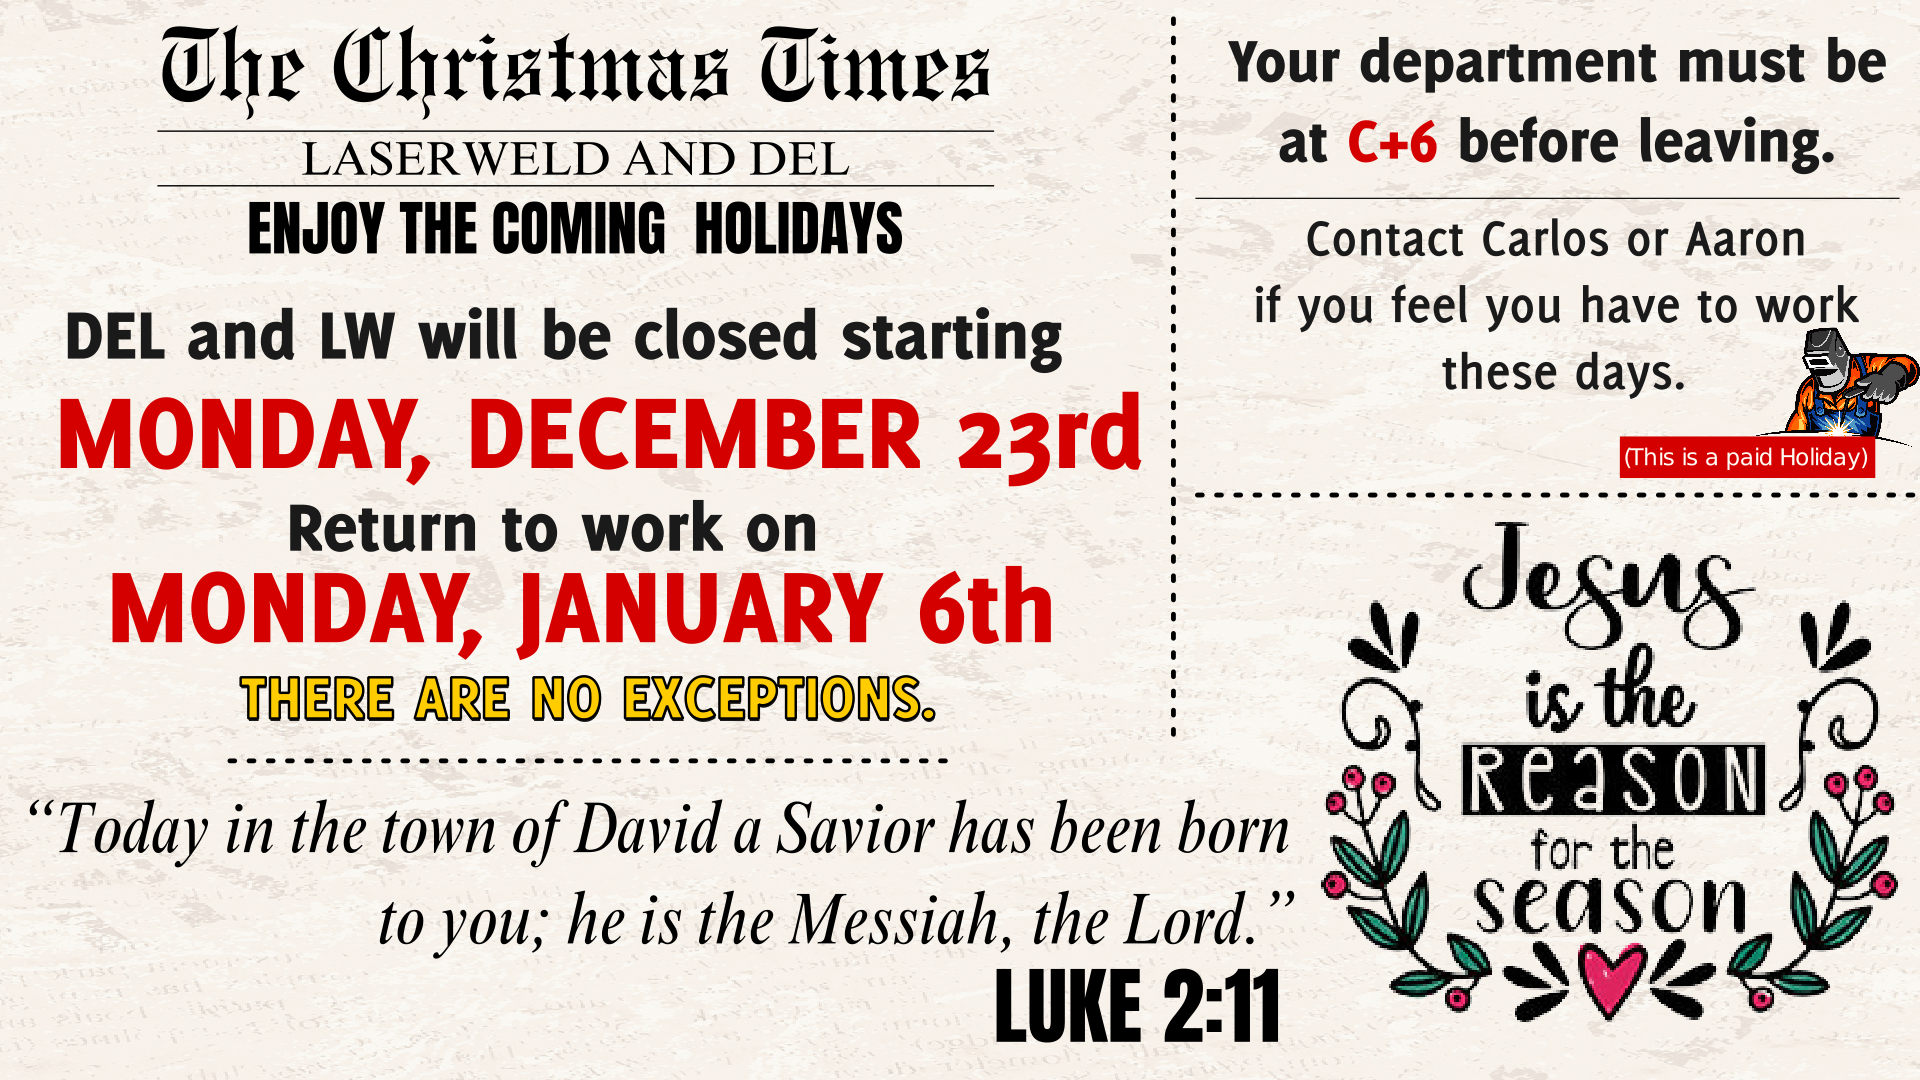 The Christmas Times
LASERWELD AND DEL
ENJOY THE COMING HOLIDAYS
DEL and LW will be closed starting
MONDAY, DECEMBER 23rd
Return to work on
MONDAY, JANUARY 6th
THERE ARE NO EXCEPTIONS.
“Today in the town of David a Savior has been born
to you; he is the Messiah, the Lord.”
LUKE 2:11
Your department must be
at C+6 before leaving.
Contact Carlos or Aaron
if you feel you have to work
these days.
(This is a paid Holiday)
Jesus
is the
REASON
for the
season